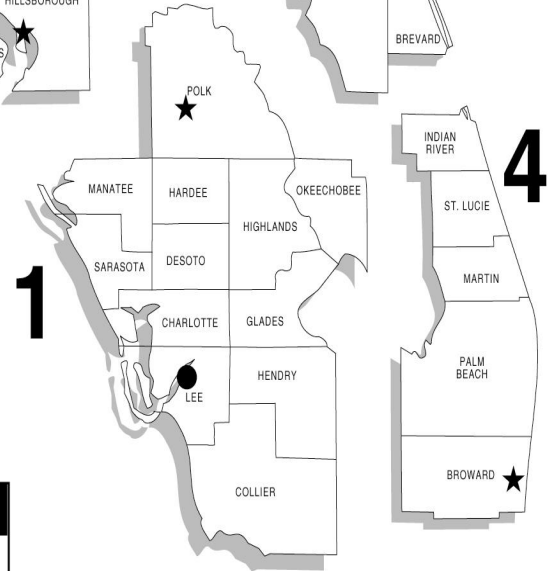 HILLSBOROUGH
BREVARD
POLK
INDIAN
RIVER
4
MANATEE
HARDEE
OKEECHOBEE
ST. LUCIE
HIGHLANDS
SARASOTA
DESOTO
MARTIN
1
CHARLOTTE
GLADES
PALM
BEACH
HENDRY
LEE
BROWARD
COLLIER